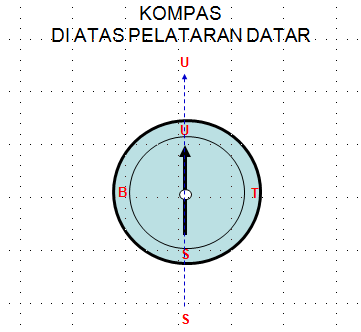 KOMPAS
DI ATAS PELATARAN DATAR
U
U
B T
S
S